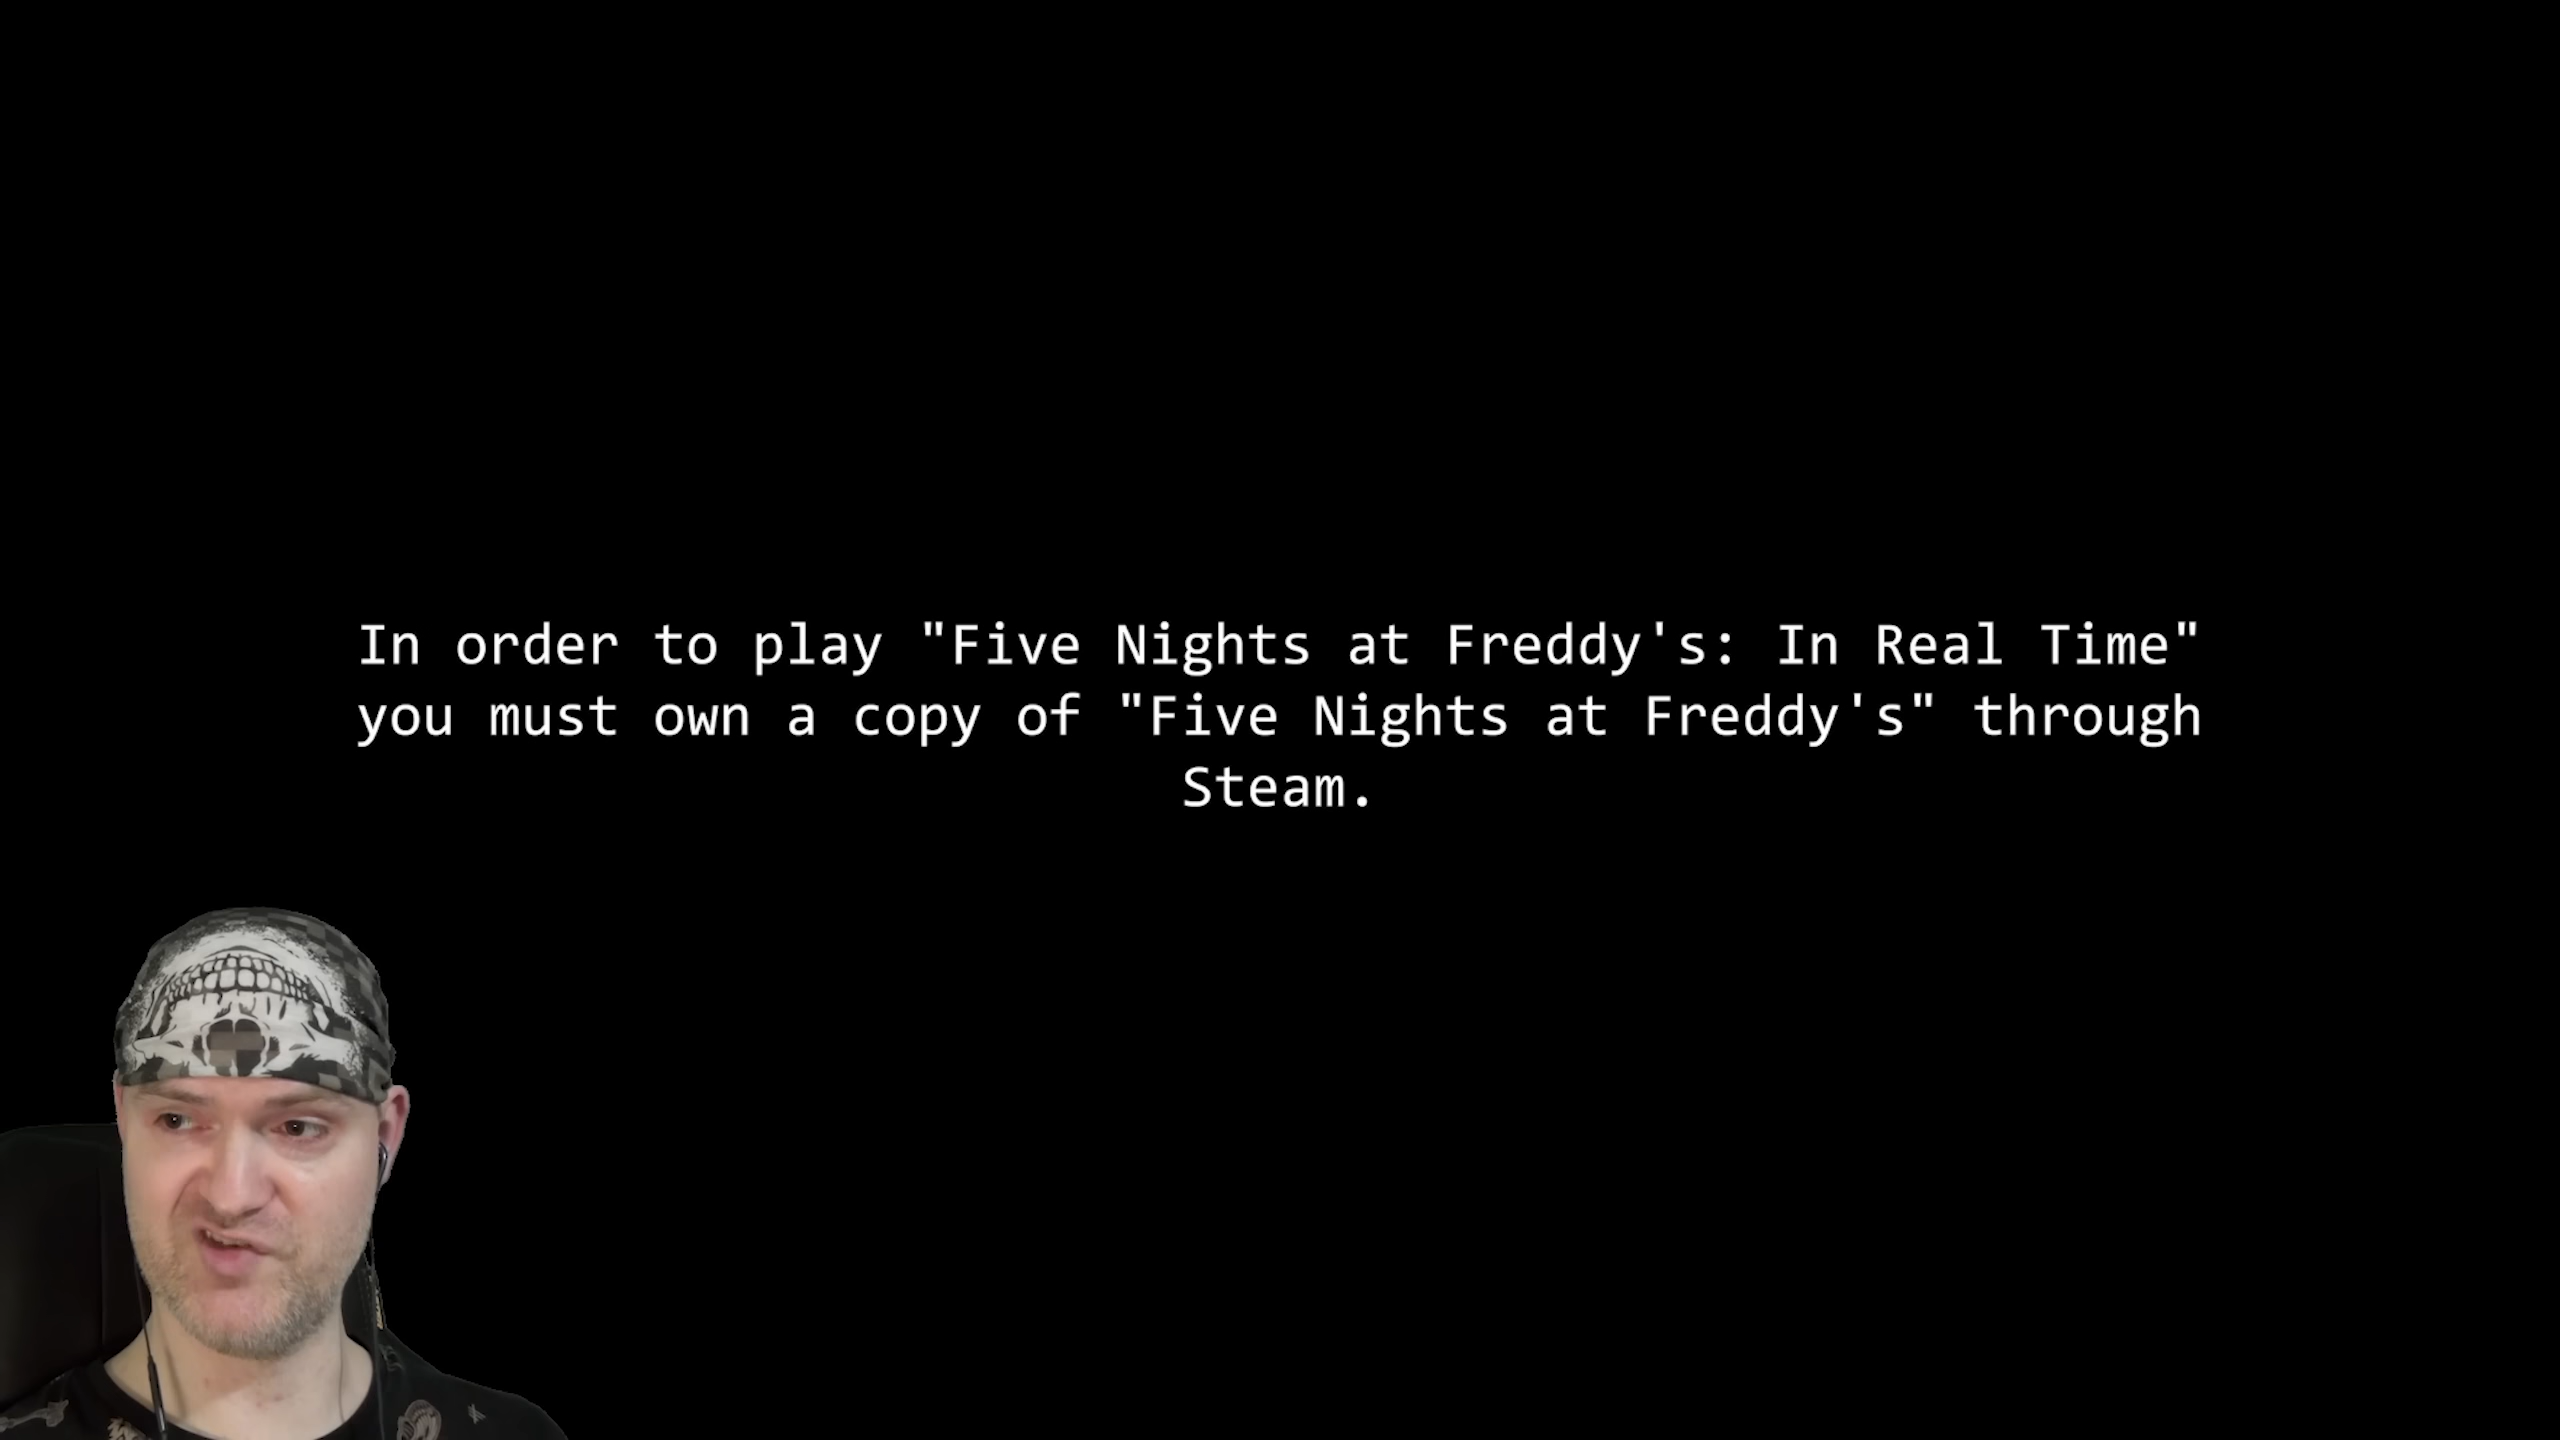 In order to play "Five Nights at Freddy's: In Real Time"
you must own a copy of "Five Nights at Freddy's" through
Steam.